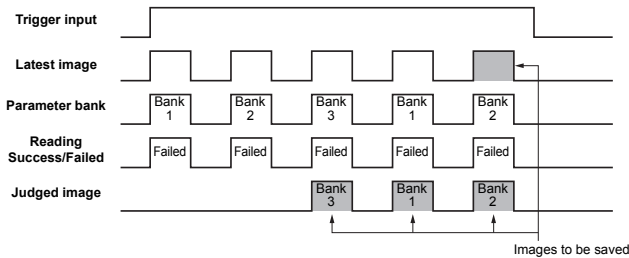 Trigger input
Latest image
Parameter bank
Bank 1 Bank 2 Bank 3 Bank 1 Bank 2
Reading Success/Failed
Failed Failed Failed Failed Failed
Judged image
Bank 3 Bank 1 Bank 2
Images to be saved